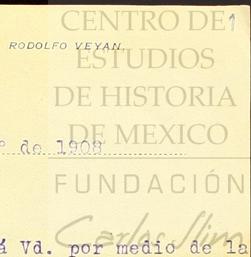 CENTRO DE 1
RODOLFO VEYAN.
ESTUDIOS
DE HISTORIA
DE MEXICO
º de 1908
FUNDACIÓN
Carlos Slim
á Vd. por medio de la